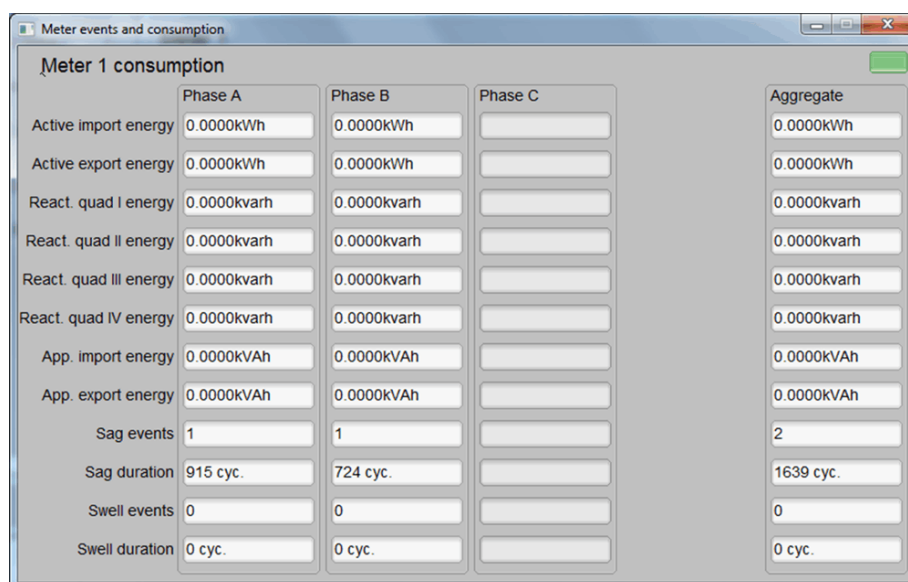 Meter events and consumption
Meter 1 consumption
Phase A Phase B Phase C Aggregate
Active import energy 0.0000kWh 0.0000kWh 0.0000kWh
Active export energy 0.0000kWh 0.0000kWh 0.0000kWh
React. quad I energy 0.0000kvarh 0.0000kvarh 0.0000kvarh
React. quad II energy 0.0000kvarh 0.0000kvarh 0.0000kvarh
React. quad III energy 0.0000kvarh 0.0000kvarh 0.0000kvarh
React. quad IV energy 0.0000kvarh 0.0000kvarh 0.0000kvarh
App. import energy 0.0000kVAh 0.0000kVAh 0.0000kVAh
App. export energy 0.0000kVAh 0.0000kVAh 0.0000kVAh
Sag events 1 1 2
Sag duration 915 cyc. 724 cyc. 1639 cyc.
Swell events 0 0 0
Swell duration 0 cyc. 0 cyc. 0 cyc.